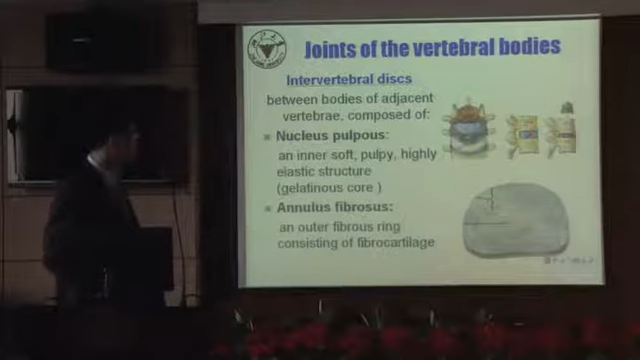 Joints of the vertebral bodies
Intervertebral discs
between bodies of adjacent
vertebrae, composed of:
Nucleus pulpous:
an inner soft, pulpy, highly
elastic structure
(gelatinous core )
Annulus fibrosus:
an outer fibrous ring
consisting of fibrocartilage